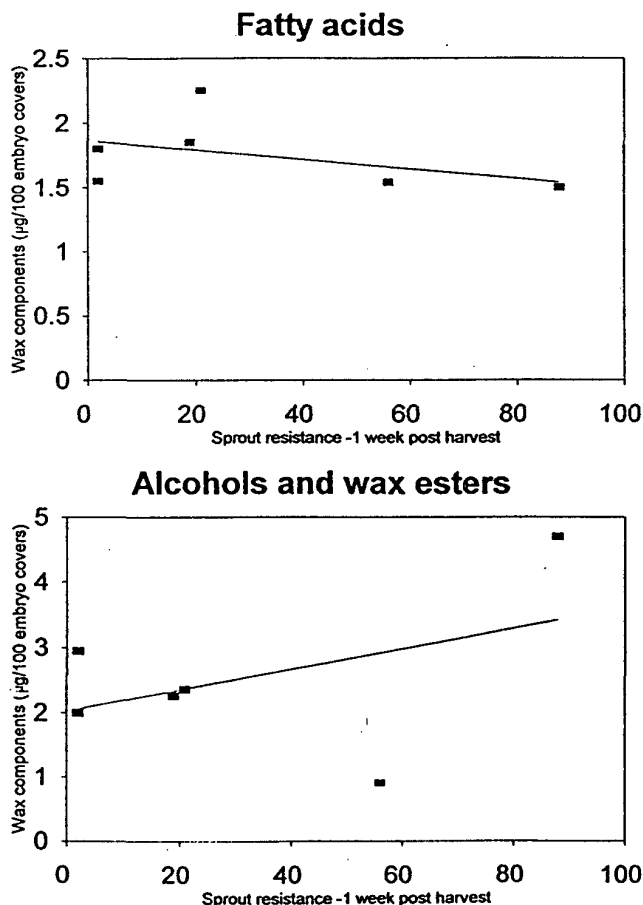 Fatty acids
Wax components (µg/100 embryo covers)
2.5
2
1.5
1
0.5
0
0 20 40 60 80 100
Sprout resistance -1 week post harvest
Alcohols and wax esters
Wax components (µg/100 embryo covers)
5
4
3
2
1
0
0 20 40 60 80 100
Sprout resistance -1 week post harvest